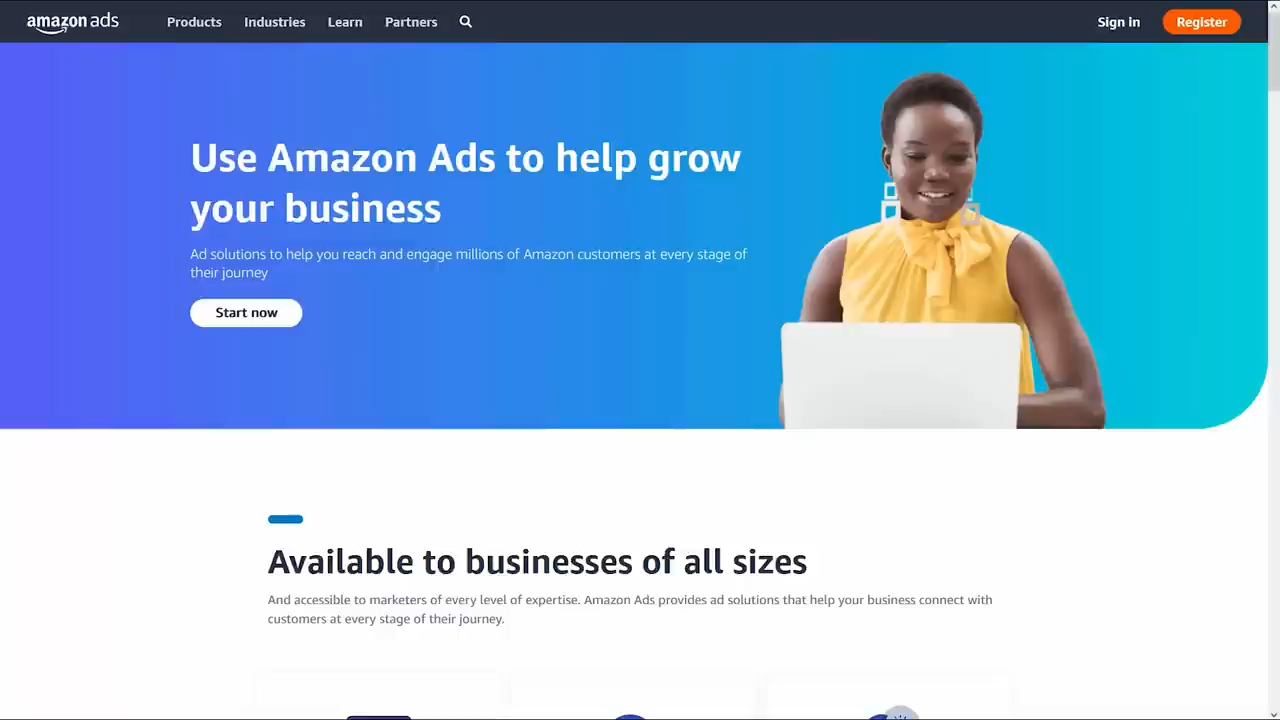 amazon ads
Products
Industries
Learn
Partners
Sign in
Register
Use Amazon Ads to help grow
your business
Ad solutions to help you reach and engage millions of Amazon customers at every stage of
their journey
Start now
Available to businesses of all sizes
And accessible to marketers of every level of expertise. Amazon Ads provides ad solutions that help your business connect with
customers at every stage of their journey.